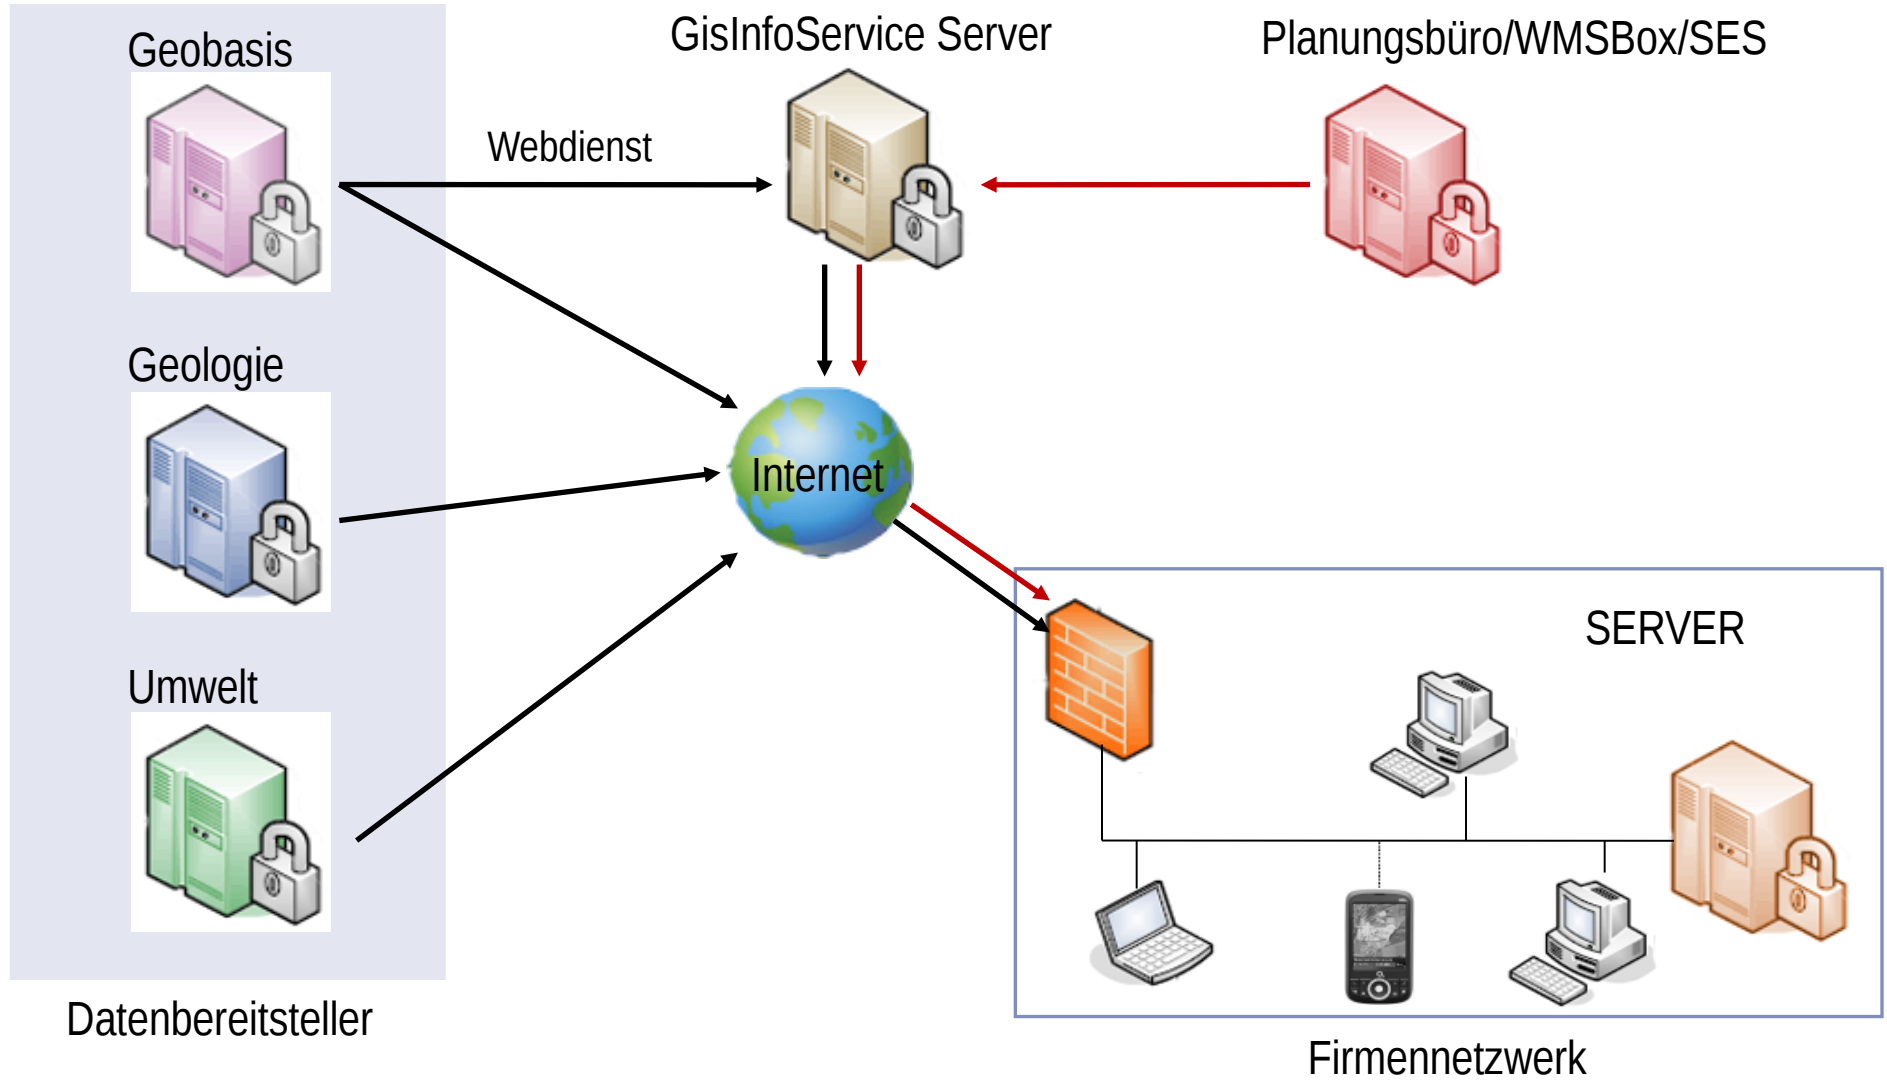 Geobasis
GisInfoService Server
Planungsbüro/WMSBox/SES
Webdienst
Geologie
Internet
Umwelt
SERVER
Datenbereitsteller
Firmennetzwerk